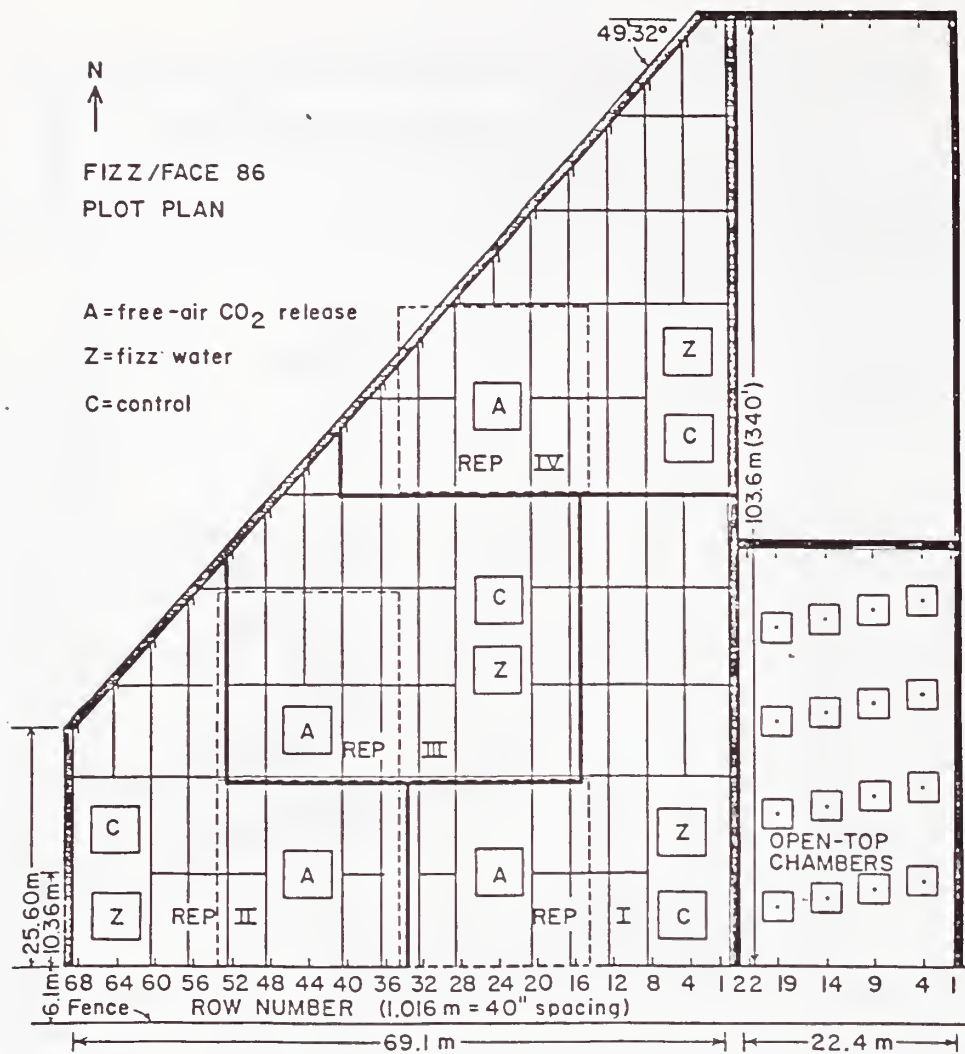 49.32°
N
FIZZ/FACE 86
PLOT PLAN
A=free-air CO2 release
Z=fizz water
C=control
Z
A
C
REP IV
103.6m(340')
C
Z
A
REP III
C
Z
A
A
OPEN-TOP
CHAMBERS
Z
REP II
REP I
C
25.60m
10.36m
6.1m
68 64 60 56 52 48 44 40 36 32 28 24 20 16 12 8 4 1 22 19 14 9 4 1
Fence
ROW NUMBER (1.016 m = 40" spacing)
69.1 m
22.4 m